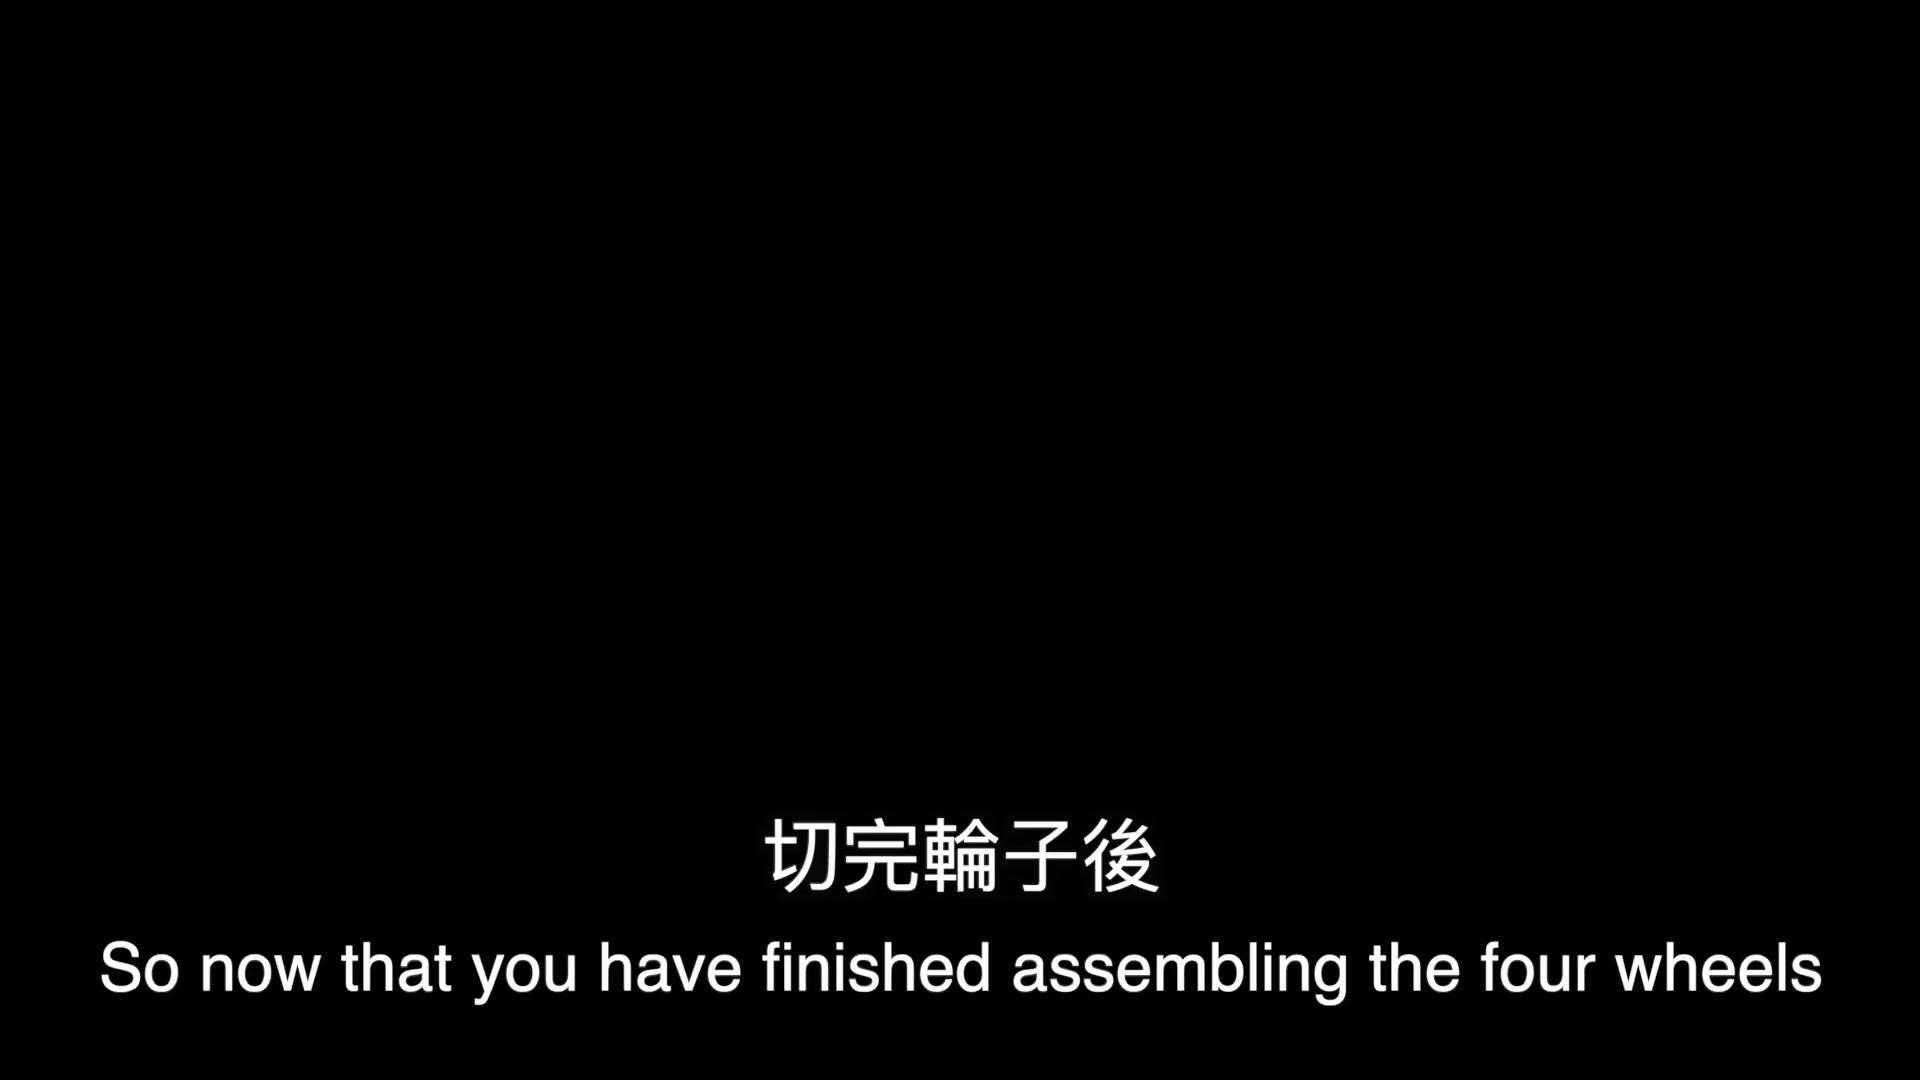 切完輪子後
So now that you have finished assembling the four wheels